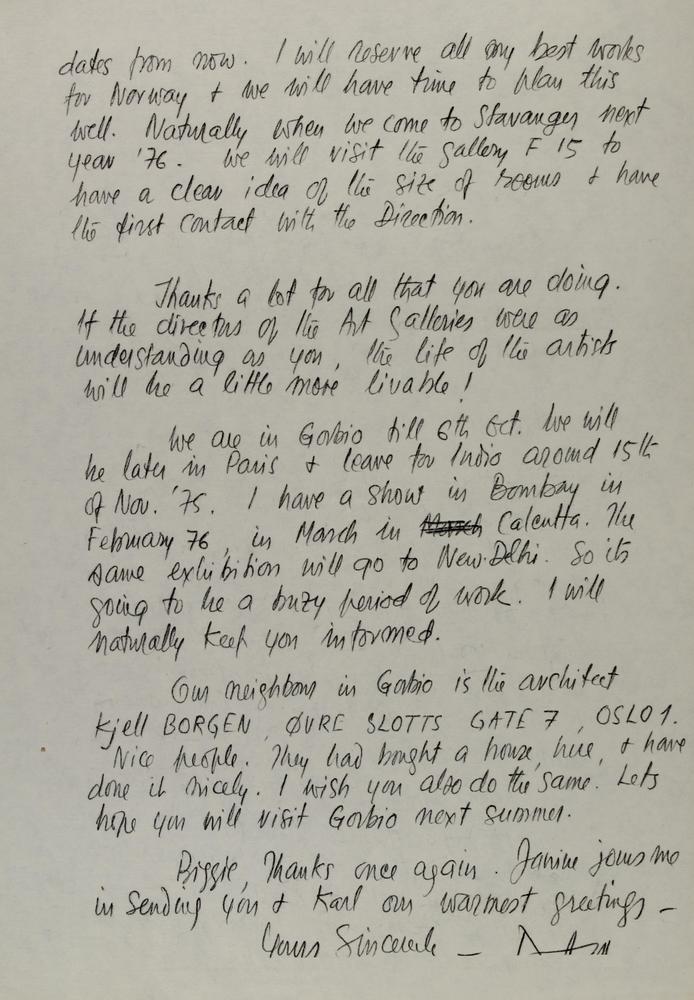 dates from now. I will reserve all my best works
for Norway & we will have time to plan this
well. Naturally when we come to Stavanger next
year '76. We will visit the gallery F 15 to
have a clear idea of the size of rooms & have
the first contact with the Direction.
Thanks a lot for all that you are doing.
If the directors of the Art Galleries were as
understanding as you, the life of the artists
will be a little more livable!
We are in Gorbio till 6th Oct. We will
be later in Paris & leave for India around 15th
of Nov. '75. I have a show in Bombay in
February 76, in March in March Calcutta. The
same exhibition will go to New-Delhi. So its
going to be a buzy period of work. I will
naturally keep you informed.
Our neighbour in Gorbio is the architect
Kjell BORGEN, ØVRE SLOTTS GATE 7, OSLO 1.
Nice people. They had bought a house, here, & have
done it nicely. I wish you also do the same. Lets
hope you will visit Gorbio next summer.
Biggie, Thanks once again. Janine joins me
in sending you & Karl our warmest greetings –
Yours Sincerely –